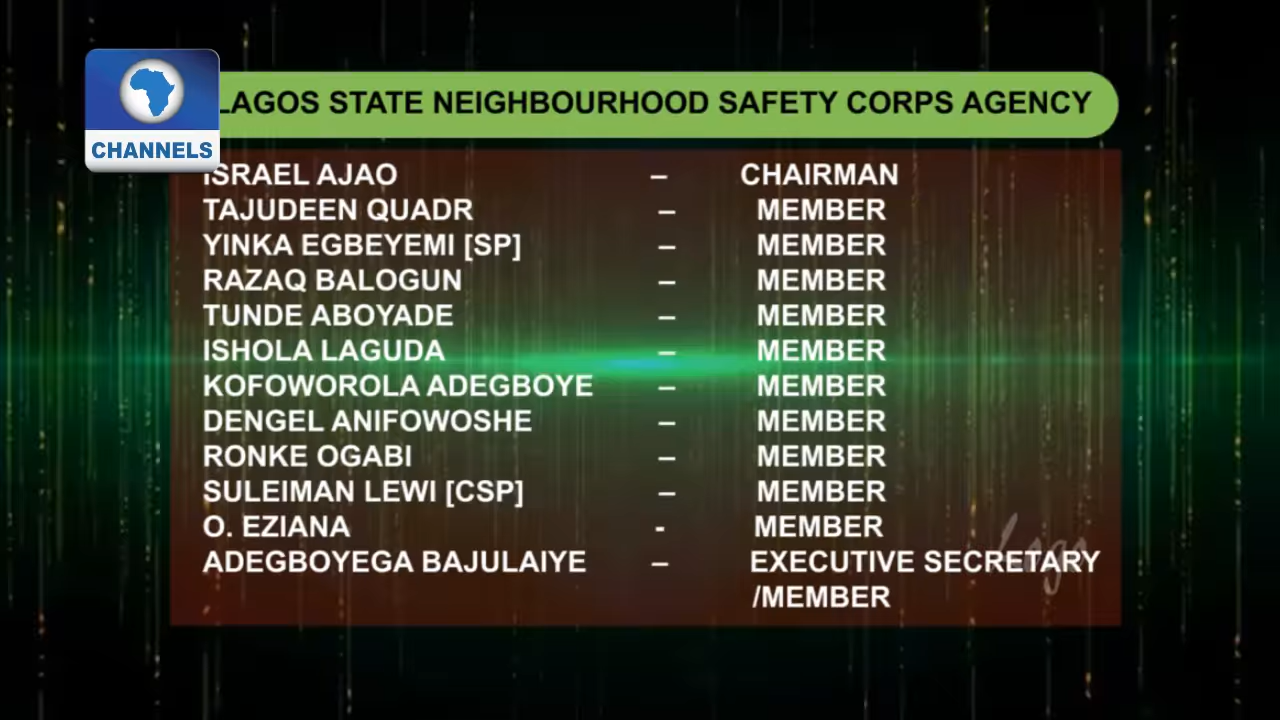 CHANNELS
LAGOS STATE NEIGHBOURHOOD SAFETY CORPS AGENCY
ISRAEL AJAO – CHAIRMAN
TAJUDEEN QUADR – MEMBER
YINKA EGBEYEMI [SP] – MEMBER
RAZAQ BALOGUN – MEMBER
TUNDE ABOYADE – MEMBER
ISHOLA LAGUDA – MEMBER
KOFOWOROLA ADEGBOYE – MEMBER
DENGEL ANIFOWOSHE – MEMBER
RONKE OGABI – MEMBER
SULEIMAN LEWI [CSP] – MEMBER
O. EZIANA - MEMBER
ADEGBOYEGA BAJULAIYE – EXECUTIVE SECRETARY
/MEMBER